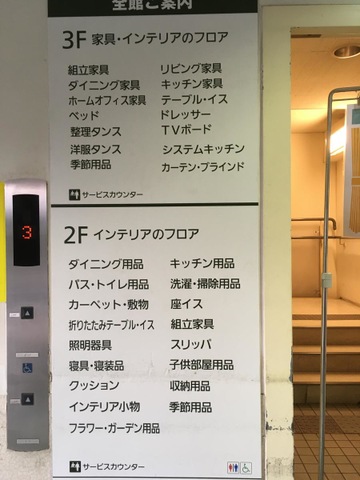 全館ご案内
3F 家具・インテリアのフロア
組立家具 リビング家具
ダイニング家具 キッチン家具
ホームオフィス家具 テーブル・イス
ベッド ドレッサー
整理タンス TVボード
洋服タンス システムキッチン
季節用品 カーテン・ブラインド
サービスカウンター
2F インテリアのフロア
ダイニング用品 キッチン用品
バス・トイレ用品 洗濯・掃除用品
カーペット・敷物 座イス
折りたたみテーブル・イス 組立家具
照明器具 スリッパ
寝具・寝装品 子供部屋用品
クッション 収納用品
インテリア小物 季節用品
フラワー・ガーデン用品
サービスカウンター
3